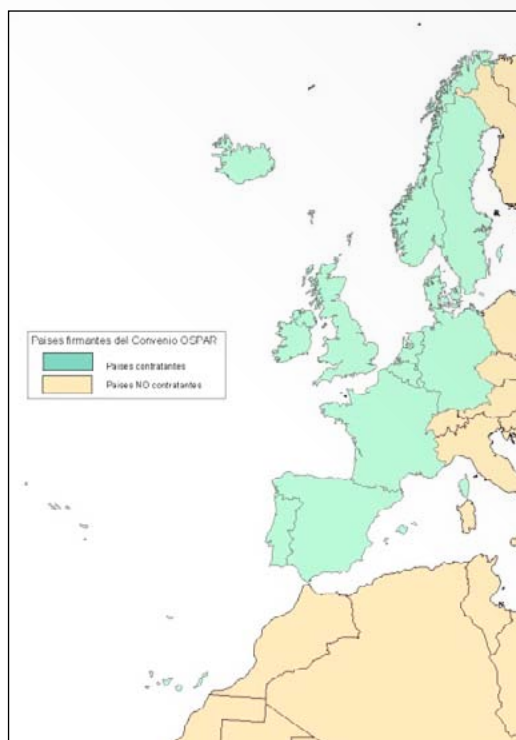 Paises firmantes del Convenio OSPAR
Paises contratantes
Paises NO contratantes